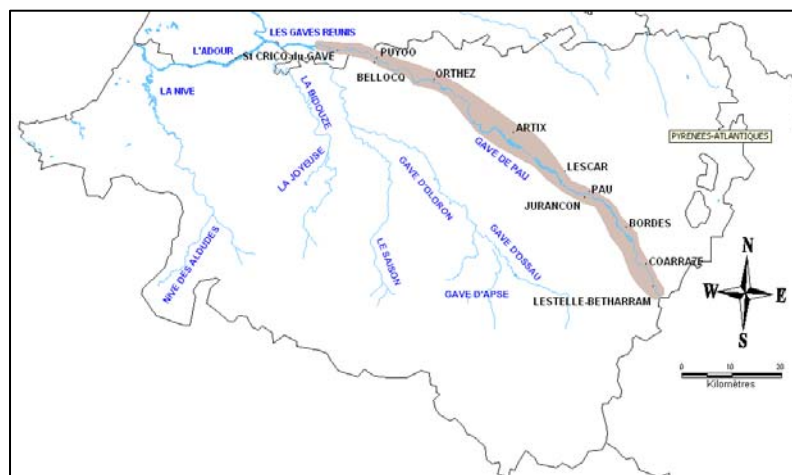 LES GAVES REUNIS
L'ADOUR
St CRICQ-du-GAVE
PUYOO
BELLOCQ
ORTHEZ
LA NIVE
LA BIDOUZE
ARTIX
PYRENEES-ATLANTIQUES
GAVE DE PAU
LA JOYEUSE
LESCAR
GAVE D'OLORON
PAU
JURANCON
BORDES
NIVE DES ALDUDES
LE SAISON
GAVE D'OSSAU
COARRAZE
GAVE D'APSE
LESTELLE-BETHARRAM
N
W
E
S
0 10 20
Kilomètres